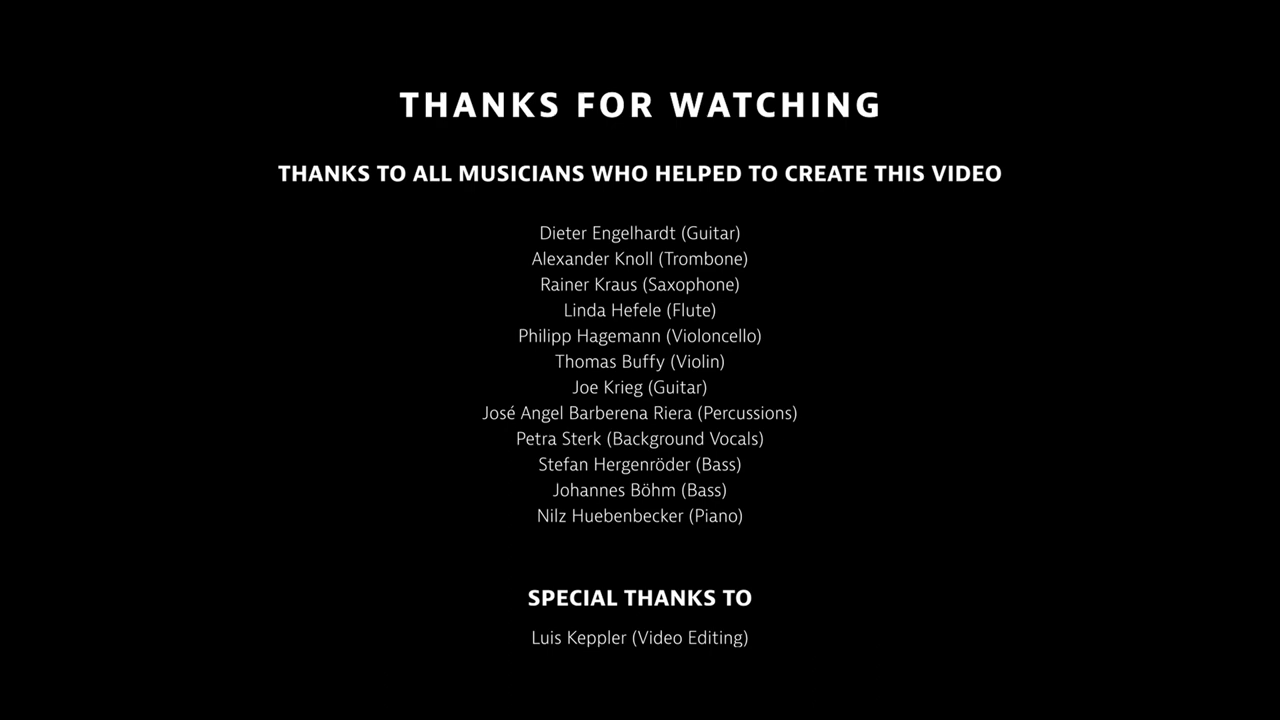 THANKS FOR WATCHING
THANKS TO ALL MUSICIANS WHO HELPED TO CREATE THIS VIDEO
Dieter Engelhardt (Guitar)
Alexander Knoll (Trombone)
Rainer Kraus (Saxophone)
Linda Hefele (Flute)
Philipp Hagemann (Violoncello)
Thomas Buffy (Violin)
Joe Krieg (Guitar)
José Angel Barberena Riera (Percussions)
Petra Sterk (Background Vocals)
Stefan Hergenröder (Bass)
Johannes Böhm (Bass)
Nilz Huebenbecker (Piano)
SPECIAL THANKS TO
Luis Keppler (Video Editing)